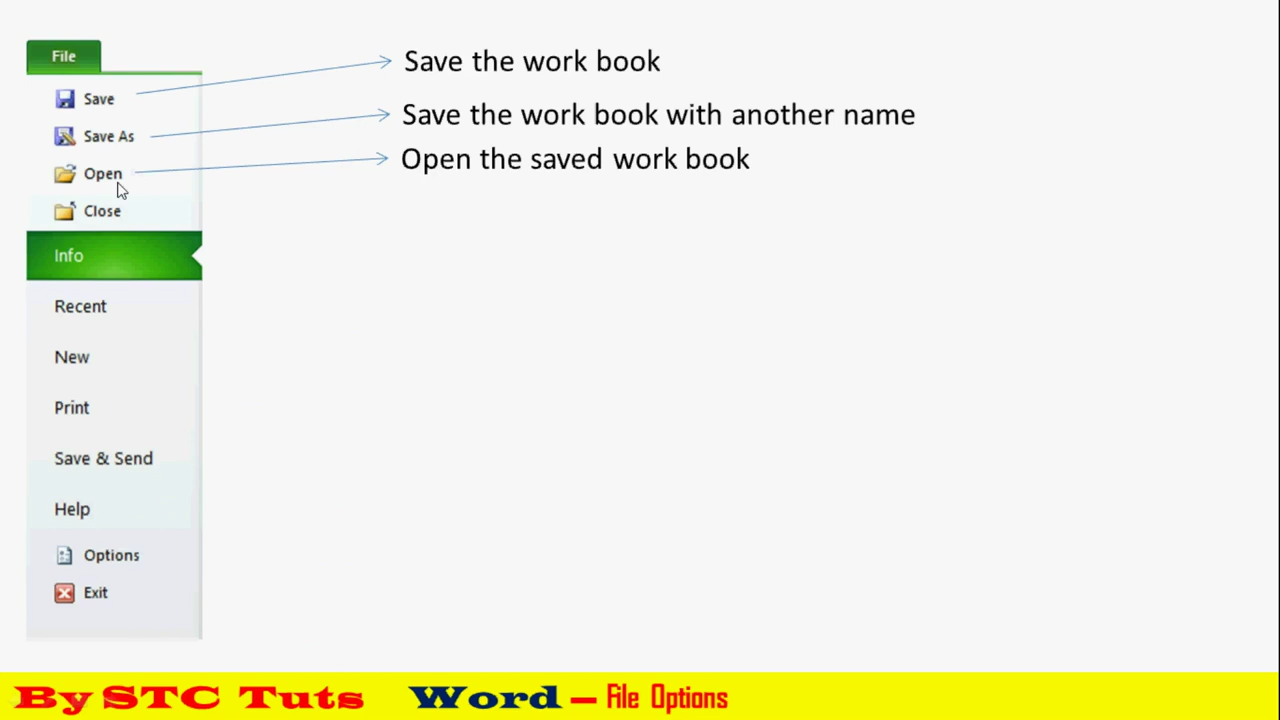 File
Save
Save the work book
Save As
Save the work book with another name
Open
Open the saved work book
Close
Info
Recent
New
Print
Save & Send
Help
Options
Exit
By STC Tuts Word – File Options